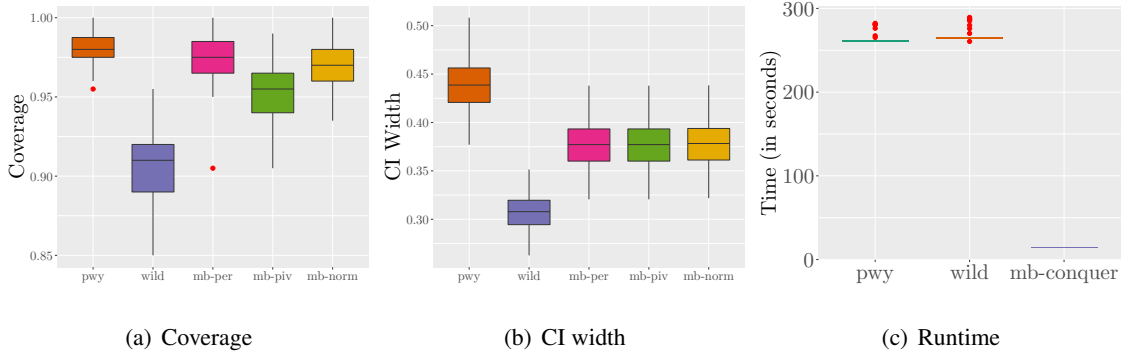 1.00
0.95
0.90
0.85
Coverage
pwy wild mb-per mb-piv mb-norm
0.50
0.45
0.40
0.35
0.30
CI Width
pwy wild mb-per mb-piv mb-norm
300
200
100
0
Time (in seconds)
pwy wild mb-conquer
(a) Coverage
(b) CI width
(c) Runtime